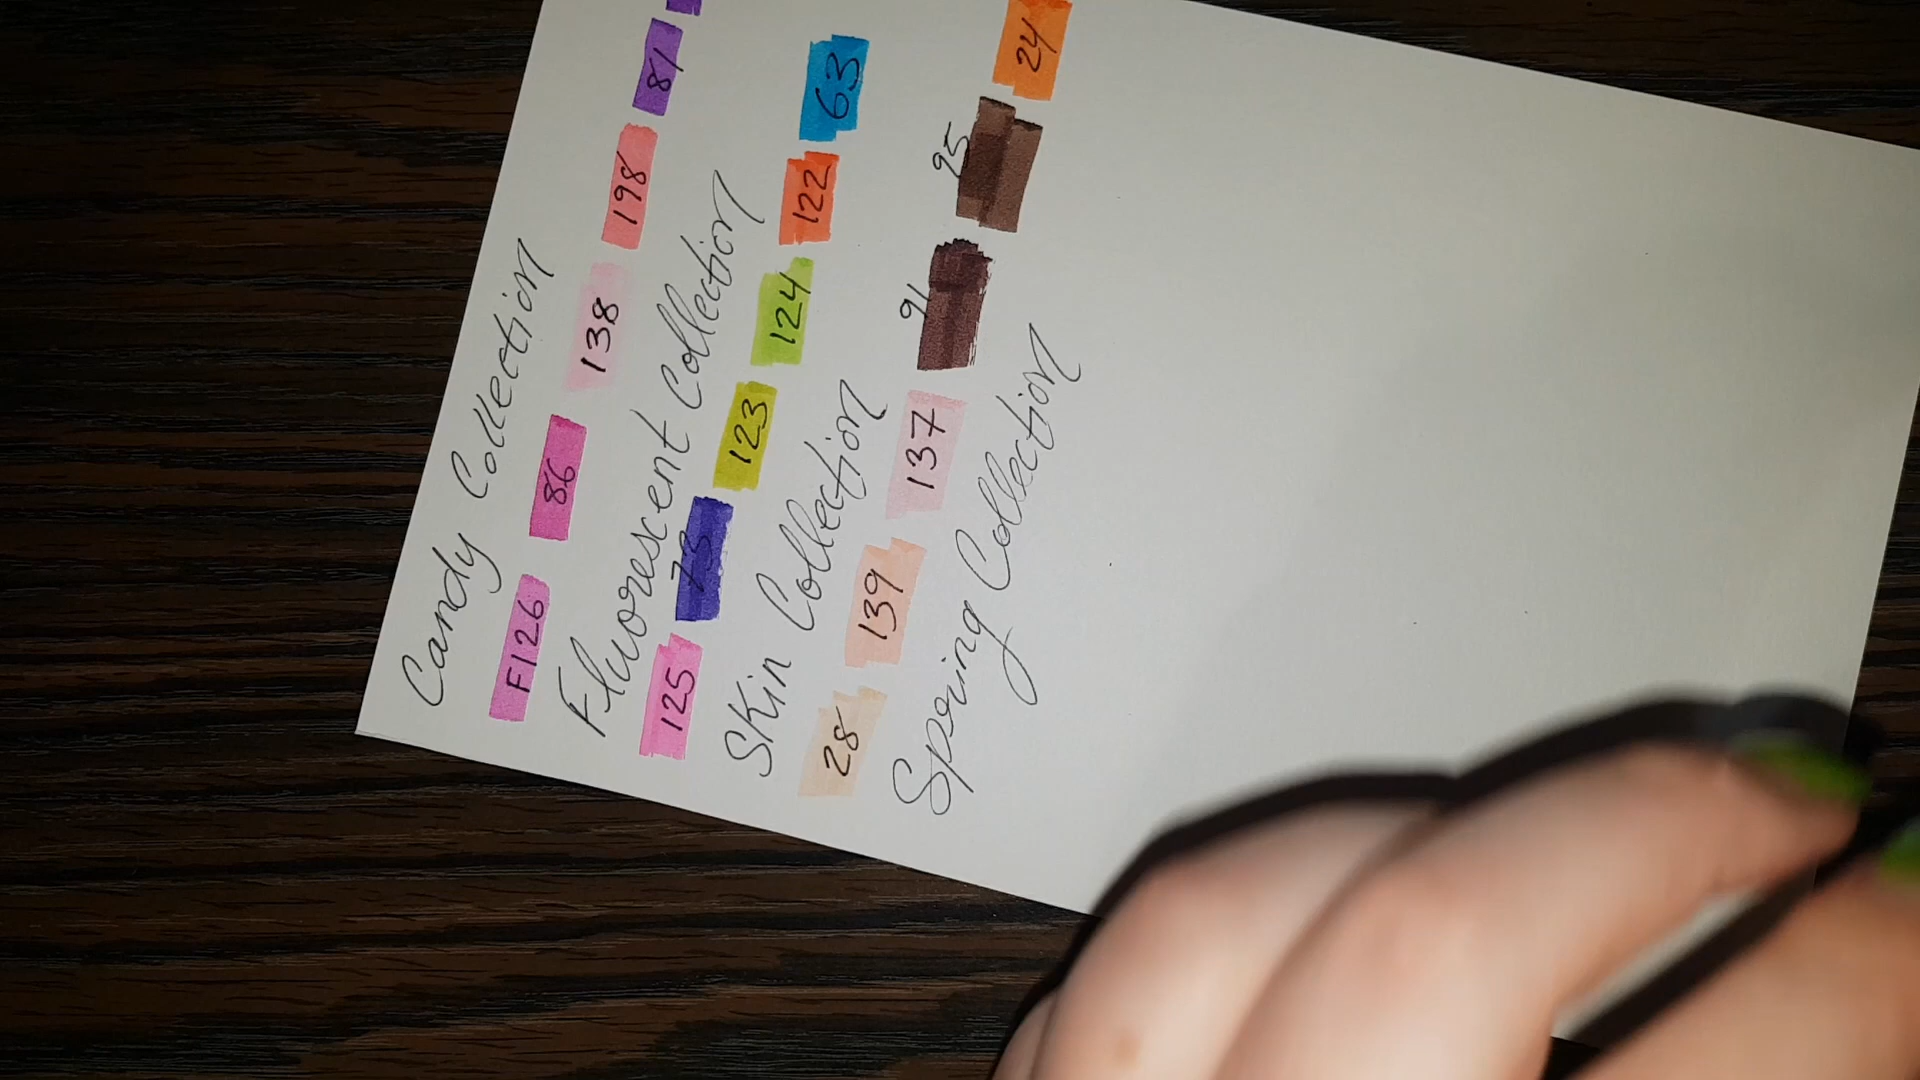 Candy Collection
F126 86 138 198 81
Fluorescent Collection
125 73 123 124 122 63
Skin Collection
28 139 137 91 95 24
Spring Collection